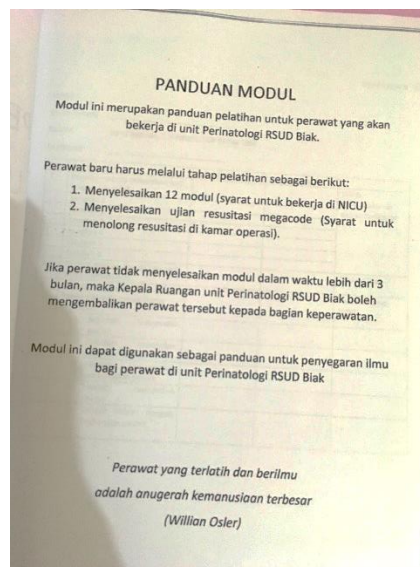 PANDUAN MODUL
Modul ini merupakan panduan pelatihan untuk perawat yang akan
bekerja di unit Perinatologi RSUD Biak.
Perawat baru harus melalui tahap pelatihan sebagai berikut:
1. Menyelesaikan 12 modul (syarat untuk bekerja di NICU)
2. Menyelesaikan ujian resusitasi megacode (Syarat untuk
menolong resusitasi di kamar operasi).
Jika perawat tidak menyelesaikan modul dalam waktu lebih dari 3
bulan, maka Kepala Ruangan unit Perinatologi RSUD Biak boleh
mengembalikan perawat tersebut kepada bagian keperawatan.
Modul ini dapat digunakan sebagai panduan untuk penyegaran ilmu
bagi perawat di unit Perinatologi RSUD Biak
Perawat yang terlatih dan berilmu
adalah anugerah kemanusiaan terbesar
(Willian Osler)